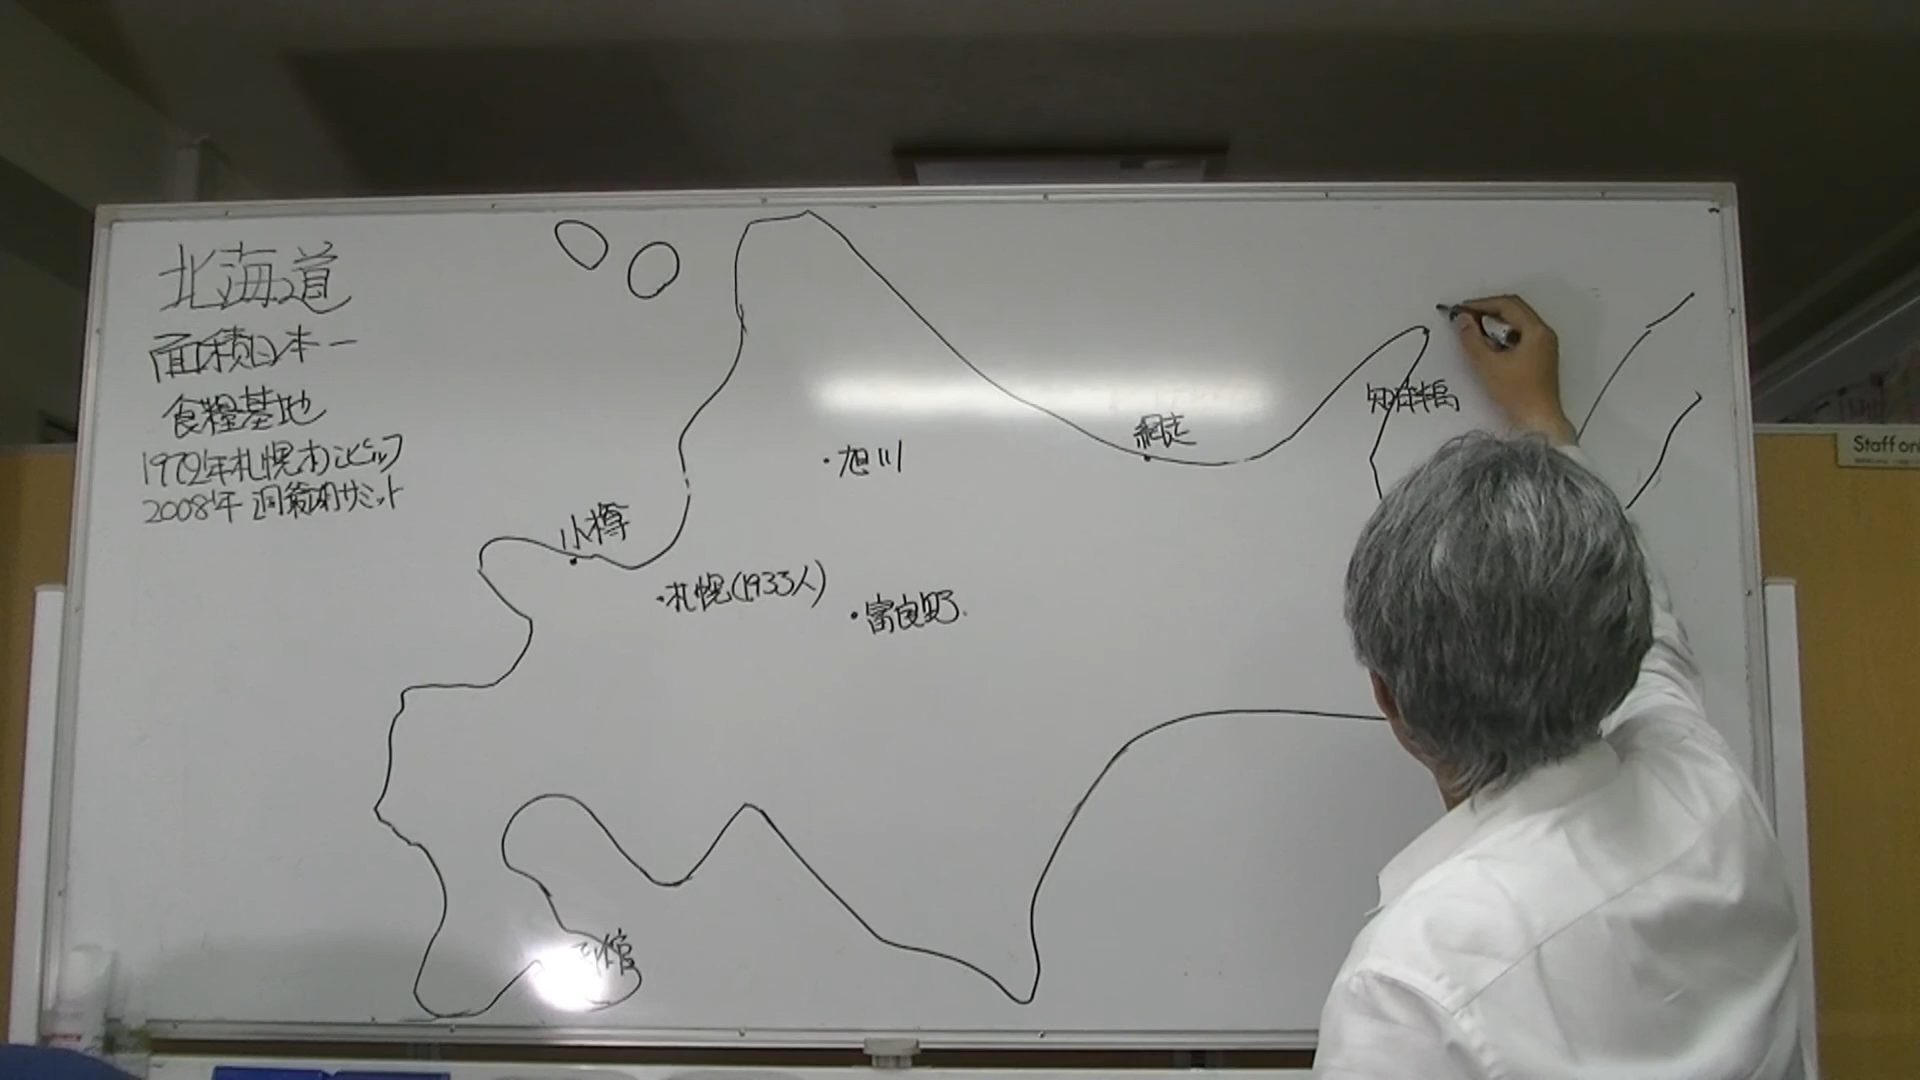 北海道
面積日本一
食糧基地
1972年札幌オリンピック
2008年 洞爺湖サミット
知床半島
網走
・旭川
小樽
・札幌(1933人)
・富良野
館
Staff on